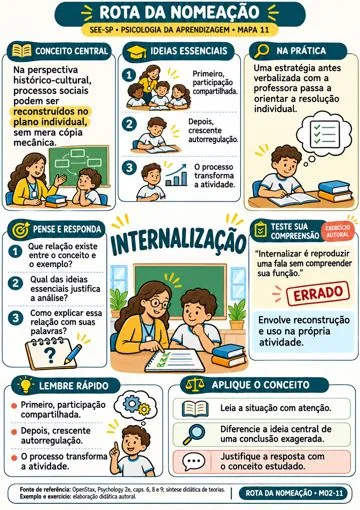 ROTA DA NOMEAÇÃO
SEE-SP • PSICOLOGIA DA APRENDIZAGEM • MAPA 11
CONCEITO CENTRAL
Na perspectiva
histórico-cultural,
processos sociais
podem ser
reconstruídos no
plano individual,
sem mera cópia
mecânica.
IDEIAS ESSENCIAIS
1 Primeiro,
participação
compartilhada.
2 Depois,
crescente
autorregulação.
3 O processo
transforma
a atividade.
NA PRÁTICA
Uma estratégia antes
verbalizada com a
professora passa a
orientar a resolução
individual.
PENSE E RESPONDA
1 Que relação existe
entre o conceito e
o exemplo?
2 Qual das ideias
essenciais justifica
a análise?
3 Como explicar essa
relação com suas
palavras?
?
INTERNALIZAÇÃO
TESTE SUA
COMPREENSÃO
EXERCÍCIO
AUTORAL
"Internalizar é reproduzir
uma fala sem compreender
sua função."
ERRADO
Envolve reconstrução
e uso na própria
atividade.
LEMBRE RÁPIDO
Primeiro, participação
compartilhada.
Depois, crescente
autorregulação.
O processo transforma
a atividade.
APLIQUE O CONCEITO
Leia a situação com atenção.
Diferencie a ideia central de
uma conclusão exagerada.
Justifique a resposta com
o conceito estudado.
Fonte de referência: OpenStax, Psychology 2e, caps. 6, 8 e 9; síntese didática de teorias.
Exemplo e exercício: elaboração didática autoral.
ROTA DA NOMEAÇÃO • M02-11